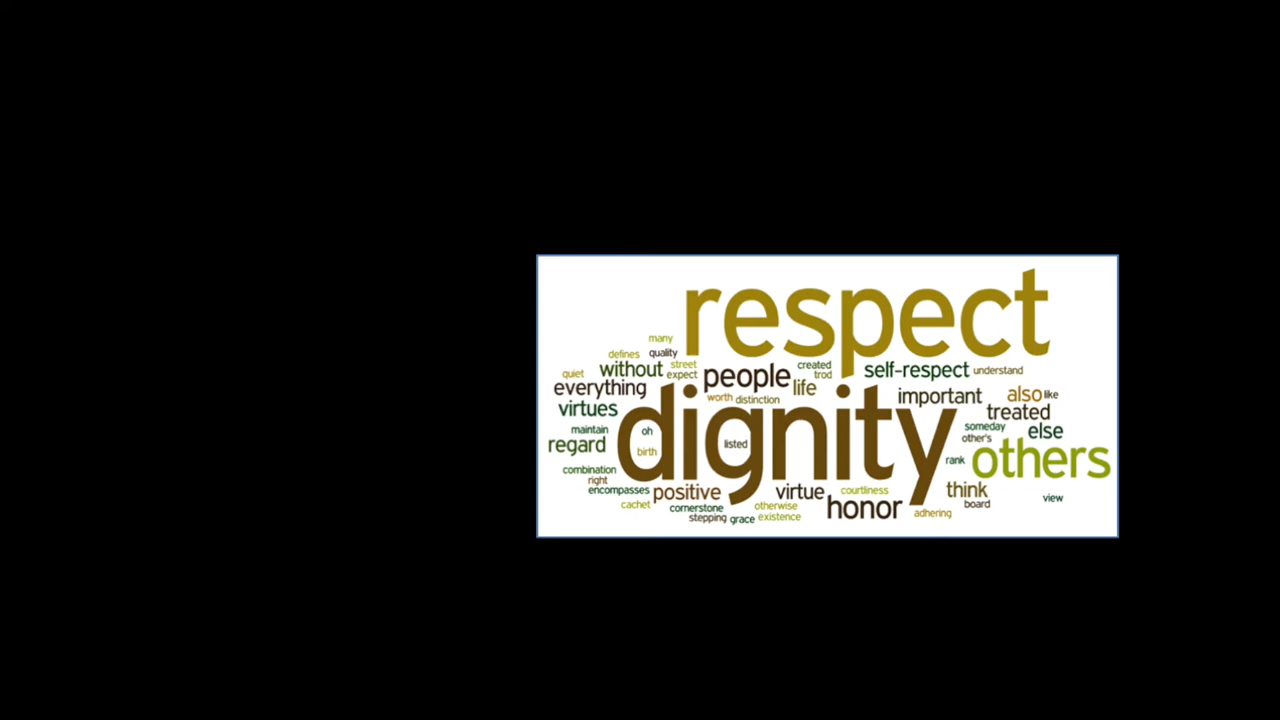 respect
many
defines quality
quiet without street
expect people created
trod self-respect understand
everything life
worth distinction important also like
virtues dignity treated
maintain oh someday else
regard listed other's
birth rank others
combination
right
encompasses positive virtue courtliness think
cachet cornerstone otherwise honor board view
stepping grace existence adhering